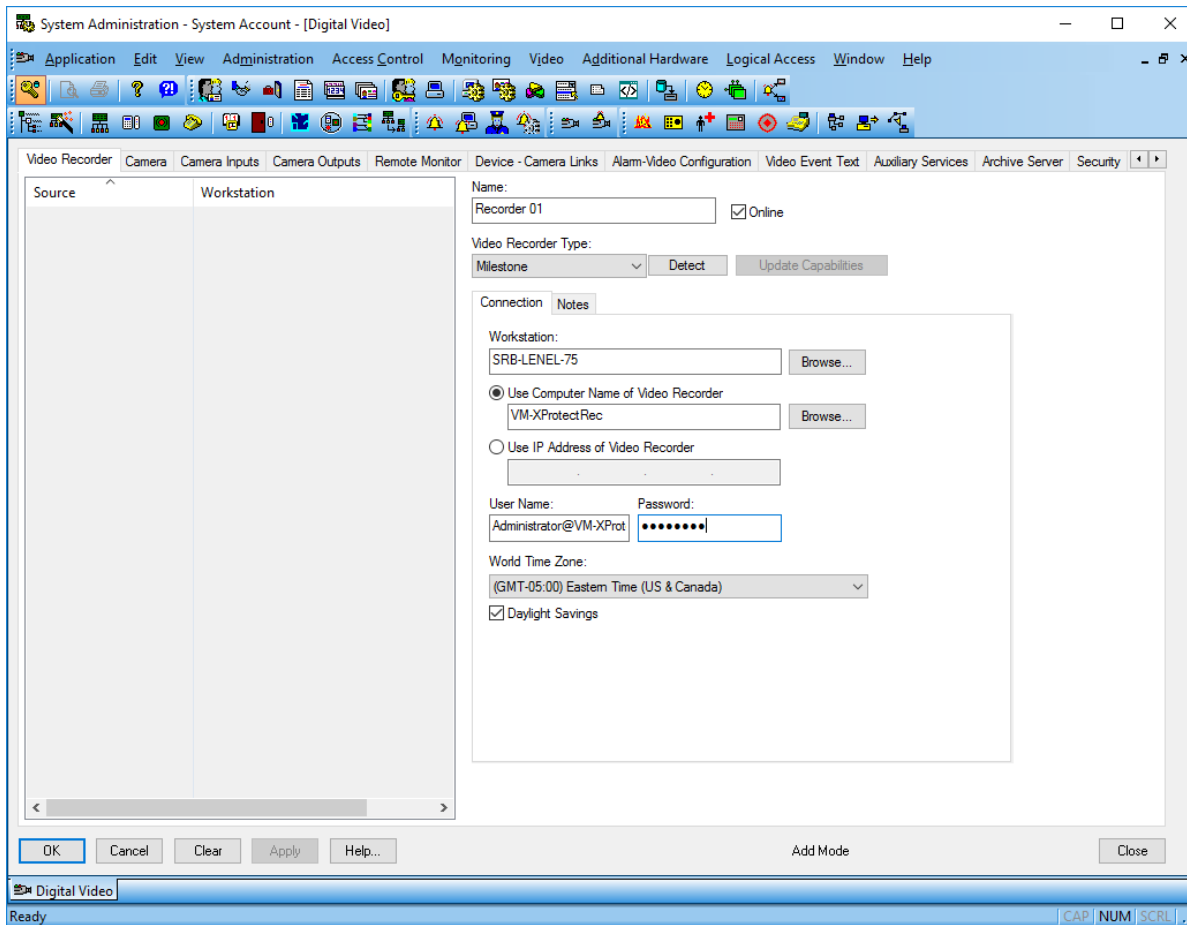 System Administration - System Account - [Digital Video]
Application Edit View Administration Access Control Monitoring Video Additional Hardware Logical Access Window Help
Video Recorder Camera Camera Inputs Camera Outputs Remote Monitor Device - Camera Links Alarm-Video Configuration Video Event Text Auxiliary Services Archive Server Security
Source Workstation
Name:
Recorder 01
Online
Video Recorder Type:
Milestone Detect Update Capabilities
Connection Notes
Workstation:
SRB-LENEL-75 Browse...
Use Computer Name of Video Recorder
VM-XProtectRec Browse...
Use IP Address of Video Recorder
. . .
User Name: Password:
Administrator@VM-XProt ••••••••
World Time Zone:
(GMT-05:00) Eastern Time (US & Canada)
Daylight Savings
OK Cancel Clear Apply Help... Add Mode Close
Digital Video
Ready CAP NUM SCRL